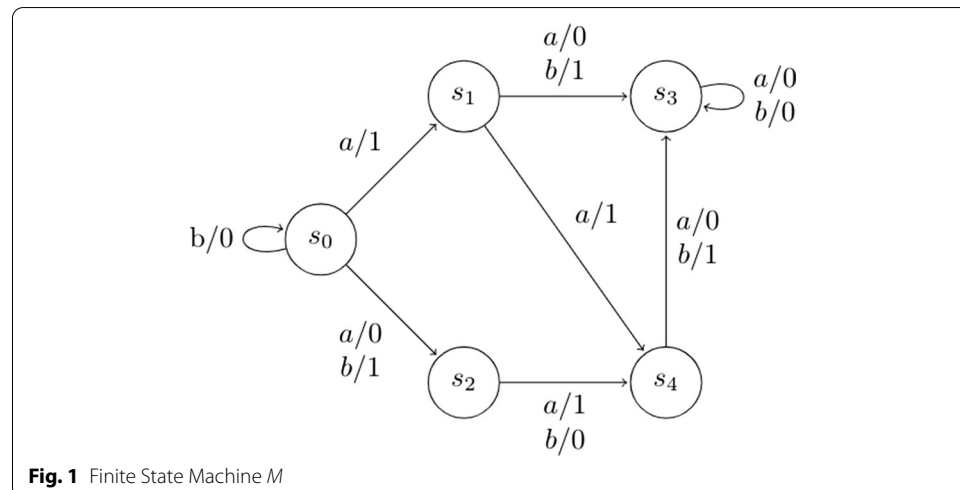 a/0
b/1
s₁
s₃
a/0
b/0
a/1
a/1
b/0
s₀
a/0
b/1
a/0
b/1
s₂
s₄
a/1
b/0
Fig. 1 Finite State Machine M